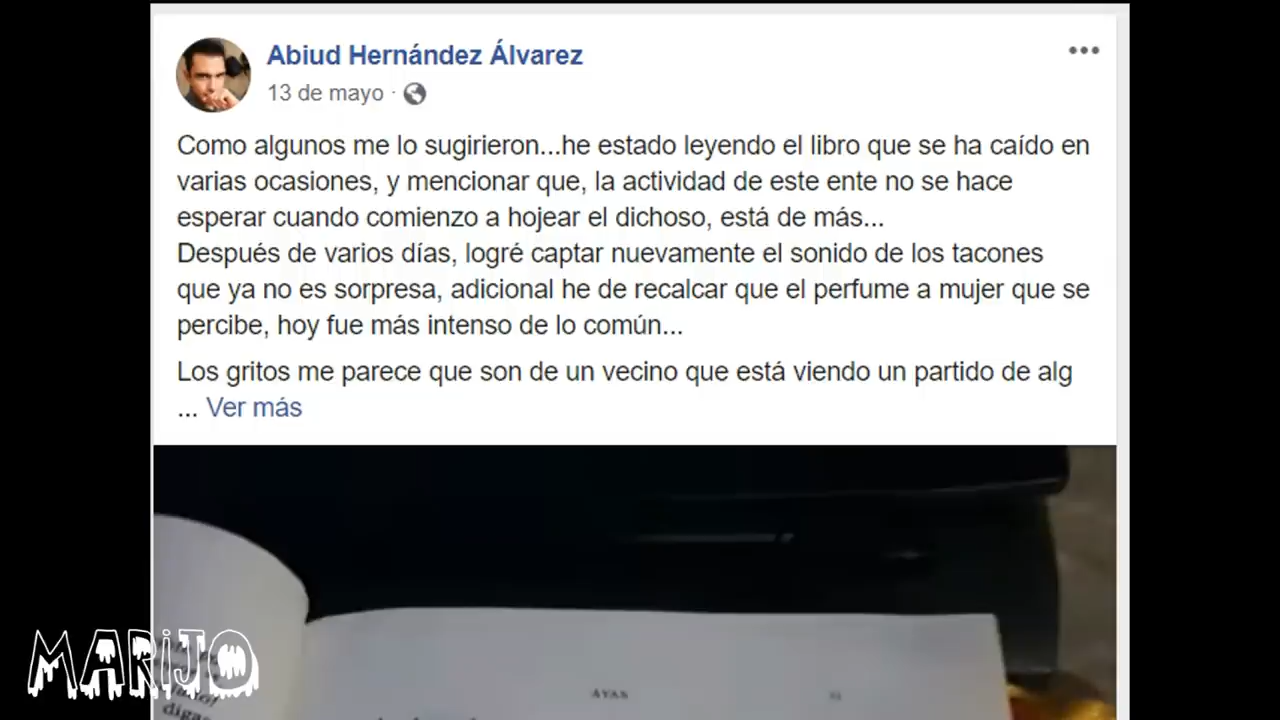 Abiud Hernández Álvarez
13 de mayo ·
Como algunos me lo sugirieron...he estado leyendo el libro que se ha caído en
varias ocasiones, y mencionar que, la actividad de este ente no se hace
esperar cuando comienzo a hojear el dichoso, está de más...
Después de varios días, logré captar nuevamente el sonido de los tacones
que ya no es sorpresa, adicional he de recalcar que el perfume a mujer que se
percibe, hoy fue más intenso de lo común...
Los gritos me parece que son de un vecino que está viendo un partido de alg
... Ver más
MARiJO